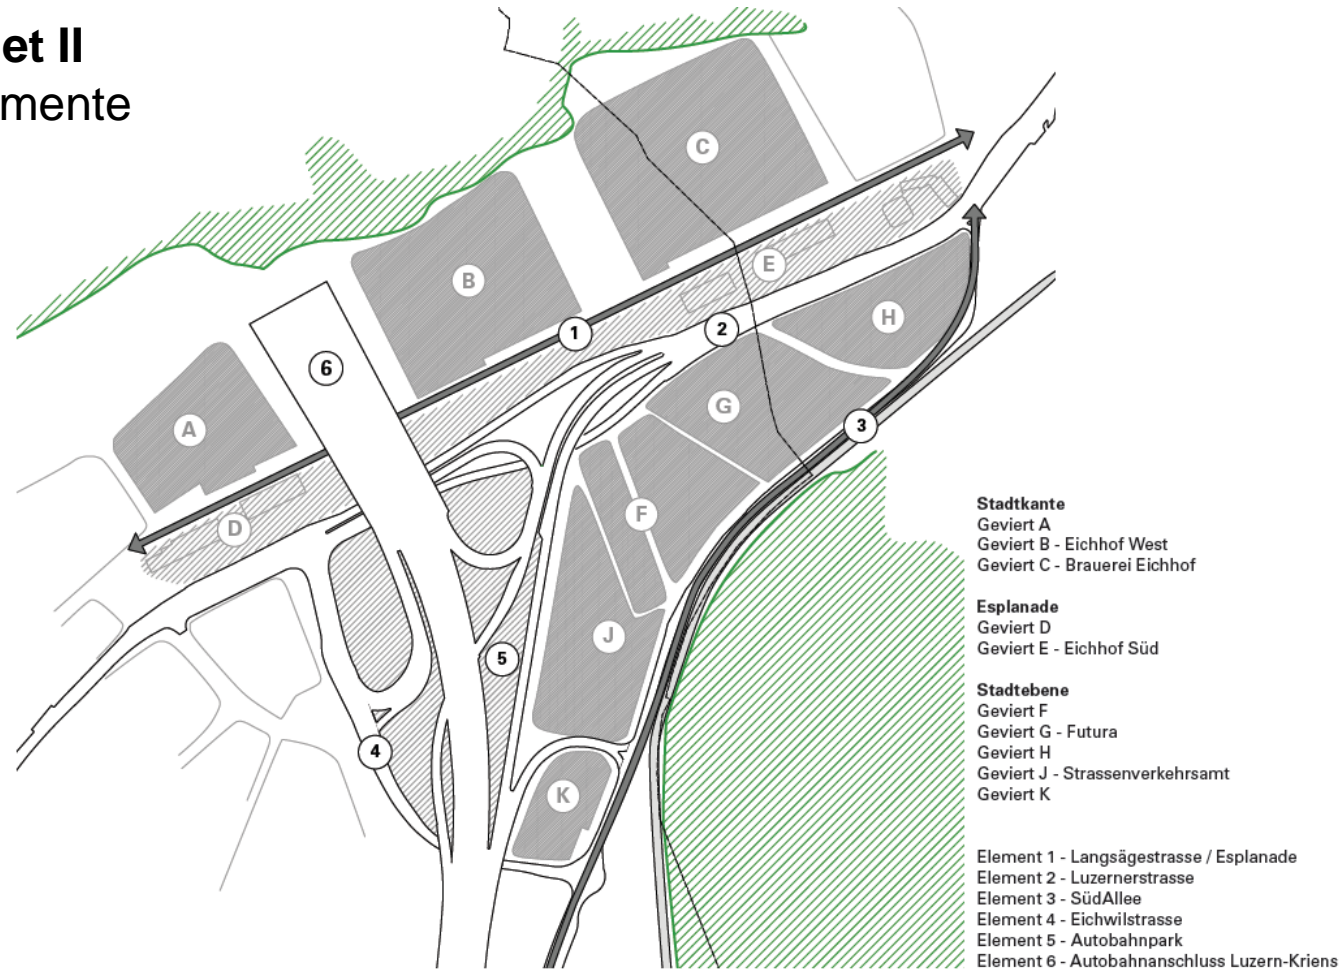 et II
mente
C
B
E
1
2
H
6
A
G
3
D
F
J
5
4
K
Stadtkante
Geviert A
Geviert B - Eichhof West
Geviert C - Brauerei Eichhof
Esplanade
Geviert D
Geviert E - Eichhof Süd
Stadtebene
Geviert F
Geviert G - Futura
Geviert H
Geviert J - Strassenverkehrsamt
Geviert K
Element 1 - Langsägestrasse / Esplanade
Element 2 - Luzernerstrasse
Element 3 - SüdAllee
Element 4 - Eichwilstrasse
Element 5 - Autobahnpark
Element 6 - Autobahnanschluss Luzern-Kriens